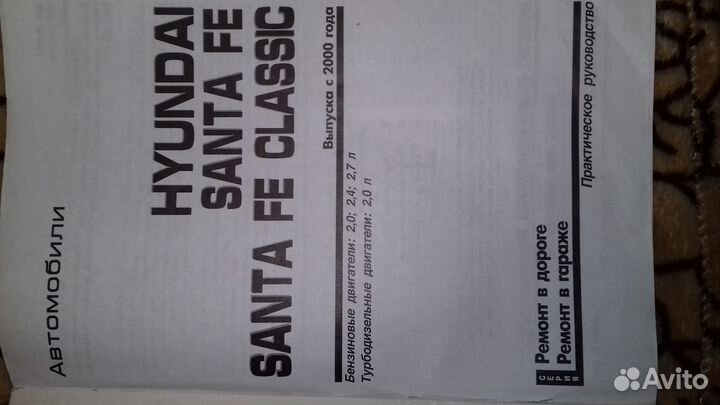 Автомобили
HYUNDAI
SANTA FE
SANTA FE CLASSIC
Выпуска с 2000 года
Бензиновые двигатели: 2,0; 2,4; 2,7 л
Турбодизельные двигатели: 2,0 л
СЕРИЯ
Ремонт в дороге
Ремонт в гараже
Практическое руководство
Avito